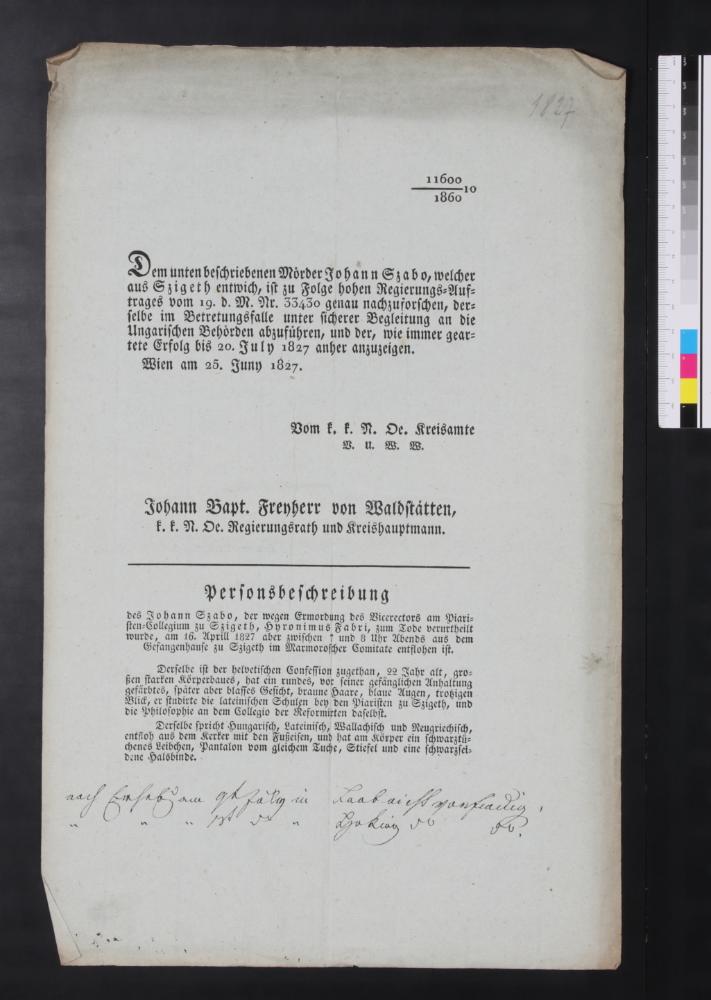 1827
11600
1860 10
Dem unten beschriebenen Mörder Johann Szabo, welcher
aus Szigeth entwich, ist zu Folge hohen Regierungs-Auf-
trages vom 19. d. M. Nr. 33430 genau nachzuforschen, der-
selbe im Betretungsfalle unter sicherer Begleitung an die
Ungarischen Behörden abzuführen, und der, wie immer gear-
tete Erfolg bis 20. July 1827 anher anzuzeigen.
Wien am 25. Juny 1827.
Vom k. k. N. Oe. Kreisamte
V. U. W. W.
Johann Bapt. Freyherr von Waldstätten,
k. k. N. Oe. Regierungsrath und Kreishauptmann.
Personsbeschreibung
des Johann Szabo, der wegen Ermordung des Vicerectors am Piari-
sten-Collegium zu Szigeth, Hyronimus Fabri, zum Tode verurtheilt
wurde, am 16. Aprill 1827 aber zwischen 7 und 8 Uhr Abends aus dem
Gefangenhause zu Szigeth im Marmoroscher Comitate entflohen ist.
Derselbe ist der helvetischen Confession zugethan, 22 Jahr alt, gro-
ßen starken Körperbaues, hat ein rundes, vor seiner gefänglichen Anhaltung
gefärbtes, später aber blasses Gesicht, braune Haare, blaue Augen, trotzigen
Blick, er studirte die lateinischen Schulen bey den Piaristen zu Szigeth, und
die Philosophie an dem Collegio der Reformirten daselbst.
Derselbe spricht Hungarisch, Lateinisch, Wallachisch und Neugriechisch,
entfloh aus dem Kerker mit den Fußeisen, und hat am Körper ein schwarztü-
chenes Leibchen, Pantalon vom gleichem Tuche, Stiefel und eine schwarzsei-
dene Halsbinde.
nach am July in